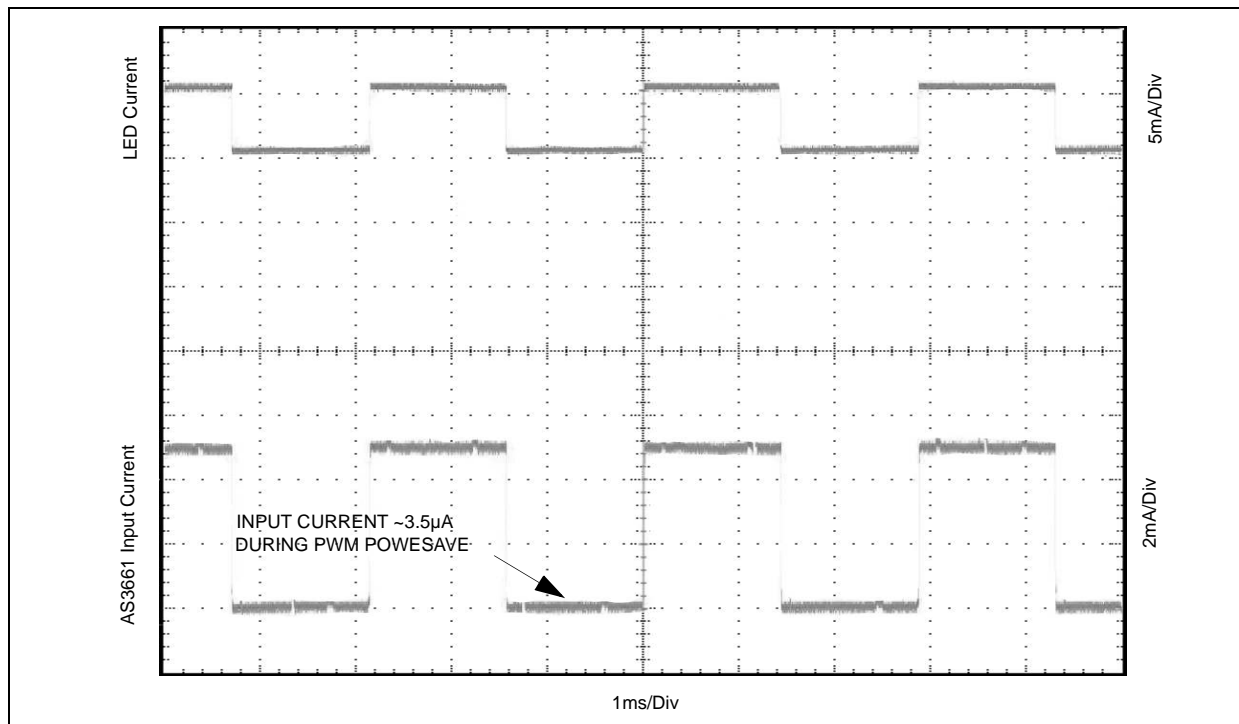 LED Current
5mA/Div
AS3661 Input Current
INPUT CURRENT ~3.5µA
DURING PWM POWESAVE
2mA/Div
1ms/Div